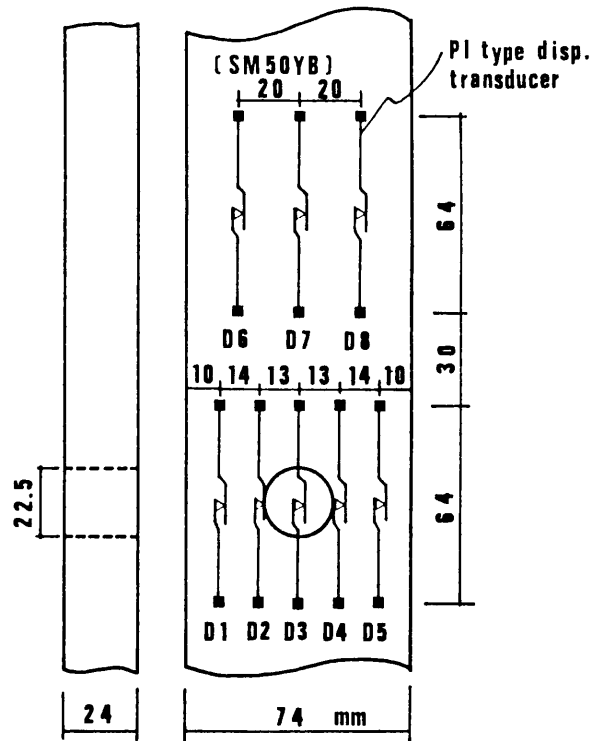 [SM50YB]
20 20
PI type disp.
transducer
64
D6 D7 D8
30
10 14 13 13 14 10
22.5
64
D1 D2 D3 D4 D5
24
74 mm